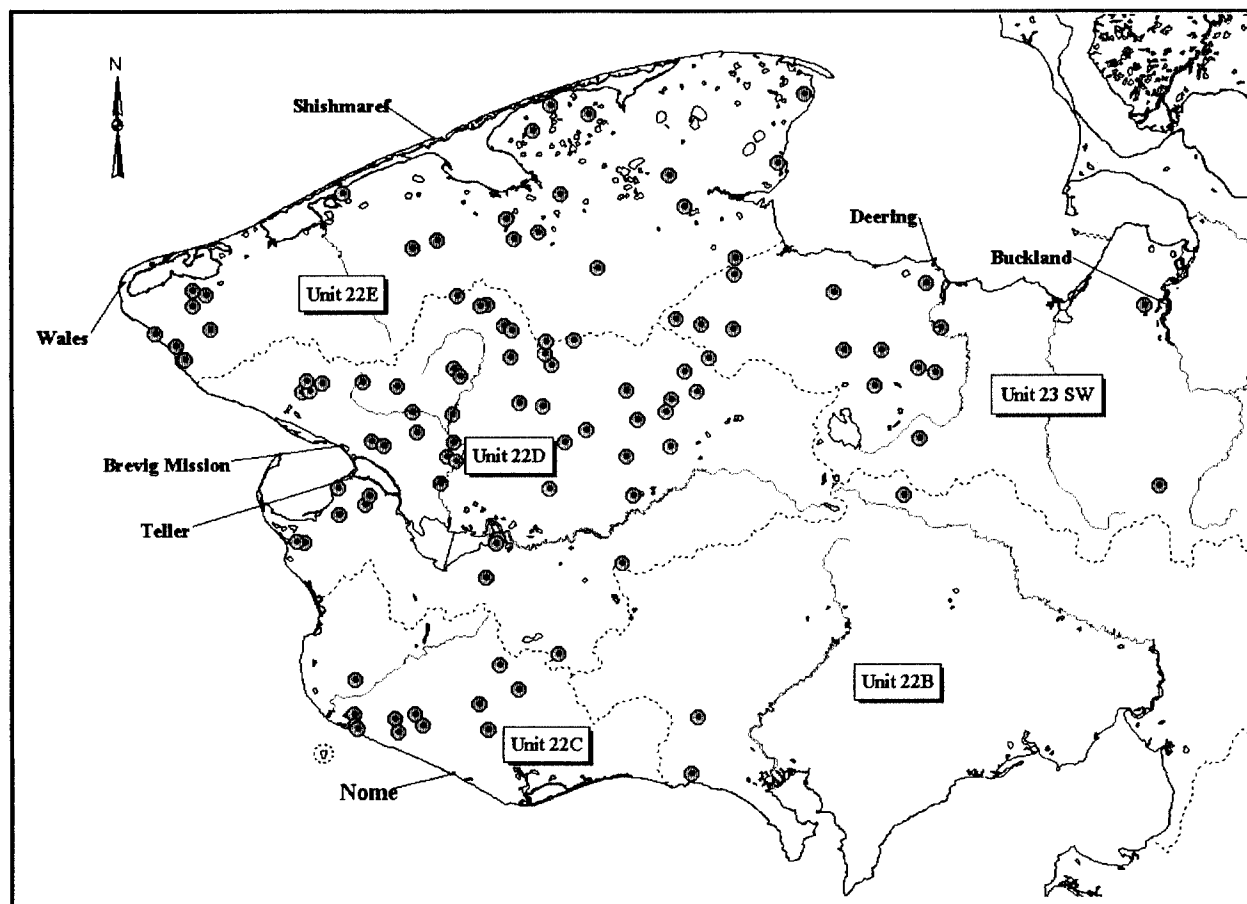 N
Shishmaref
Deering
Buckland
Unit 22E
Wales
Unit 23 SW
Brevig Mission
Unit 22D
Teller
Unit 22B
Unit 22C
Nome